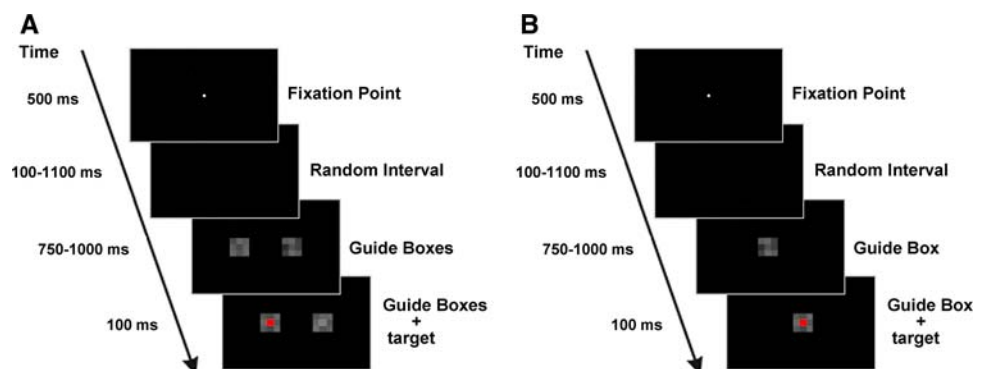 A
Time
500 ms
Fixation Point
100-1100 ms
Random Interval
750-1000 ms
Guide Boxes
100 ms
Guide Boxes
+
target
B
Time
500 ms
Fixation Point
100-1100 ms
Random Interval
750-1000 ms
Guide Box
100 ms
Guide Box
+
target